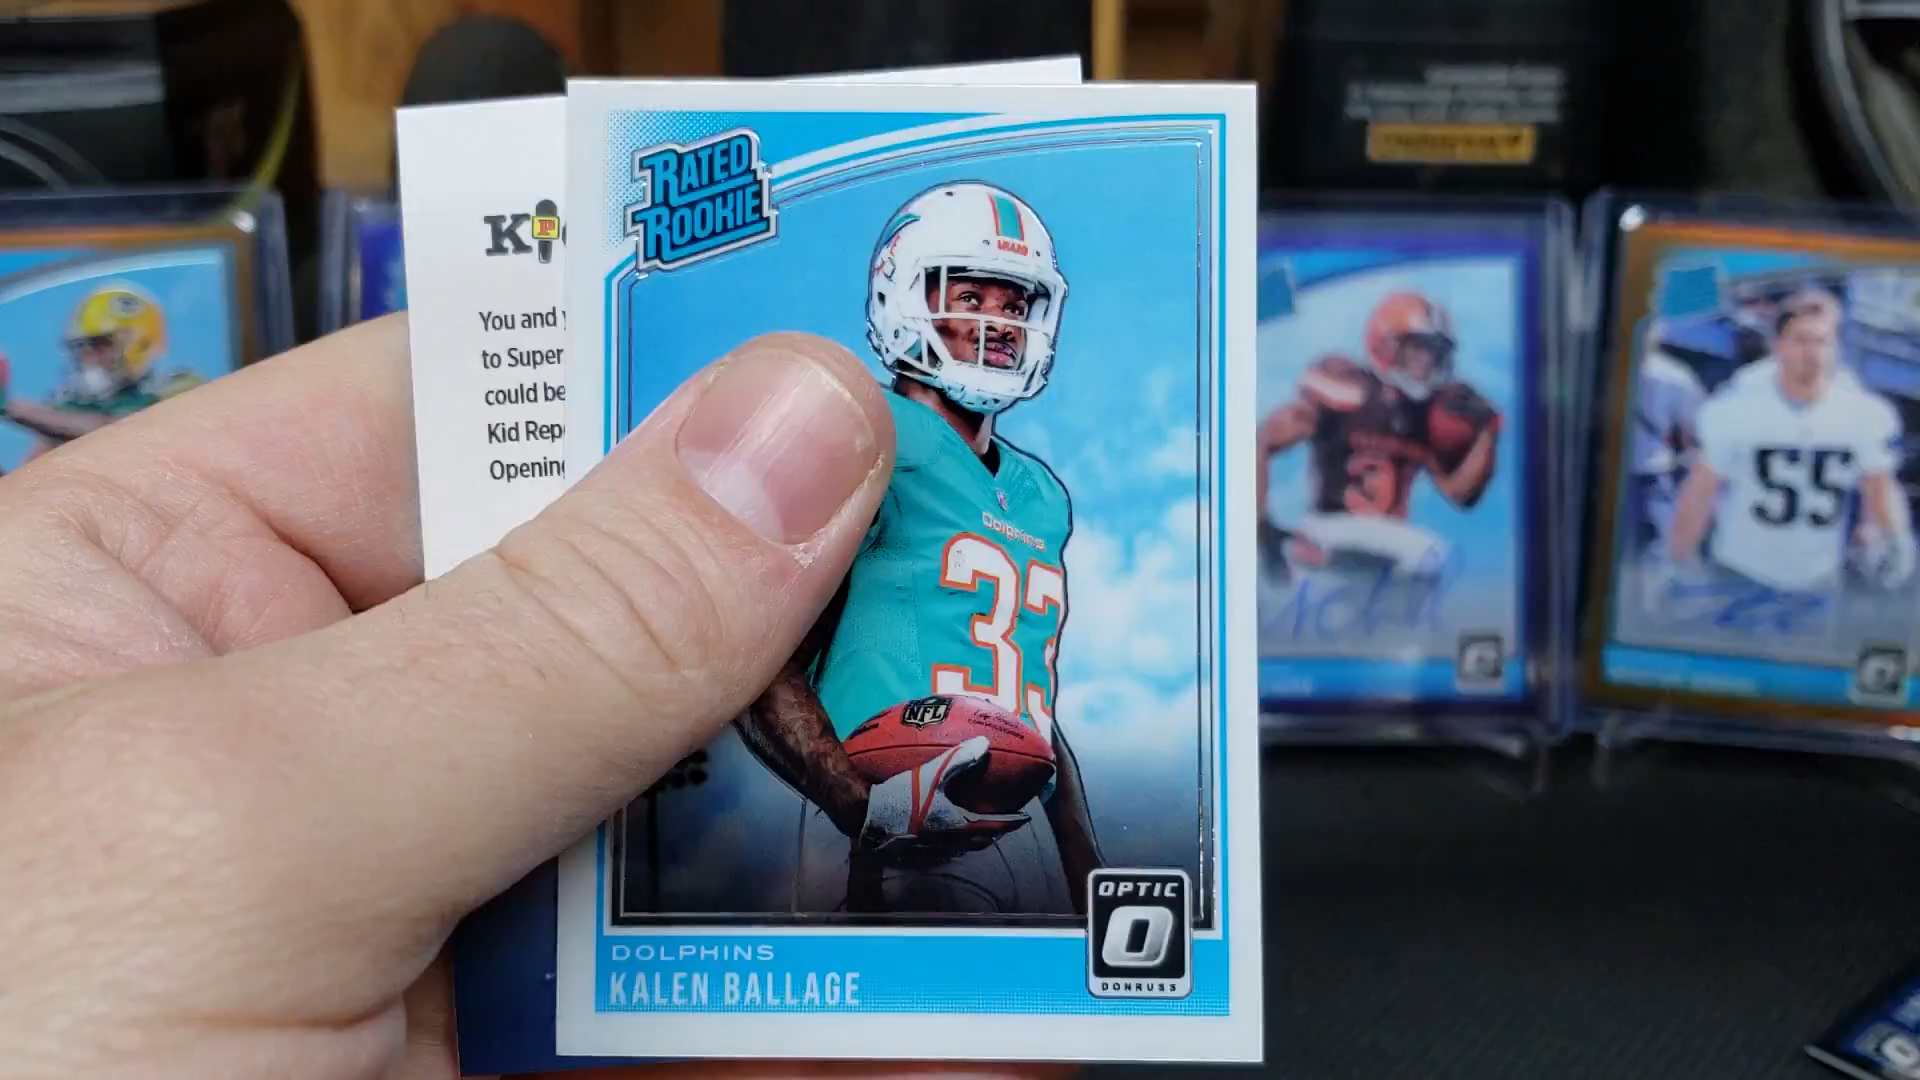 RATED
ROOKIE
K P
You and
to Super
could be
Kid Rep
Opening
Dolphins
33
NFL
OPTIC
O
DONRUSS
DOLPHINS
KALEN BALLAGE
3
55